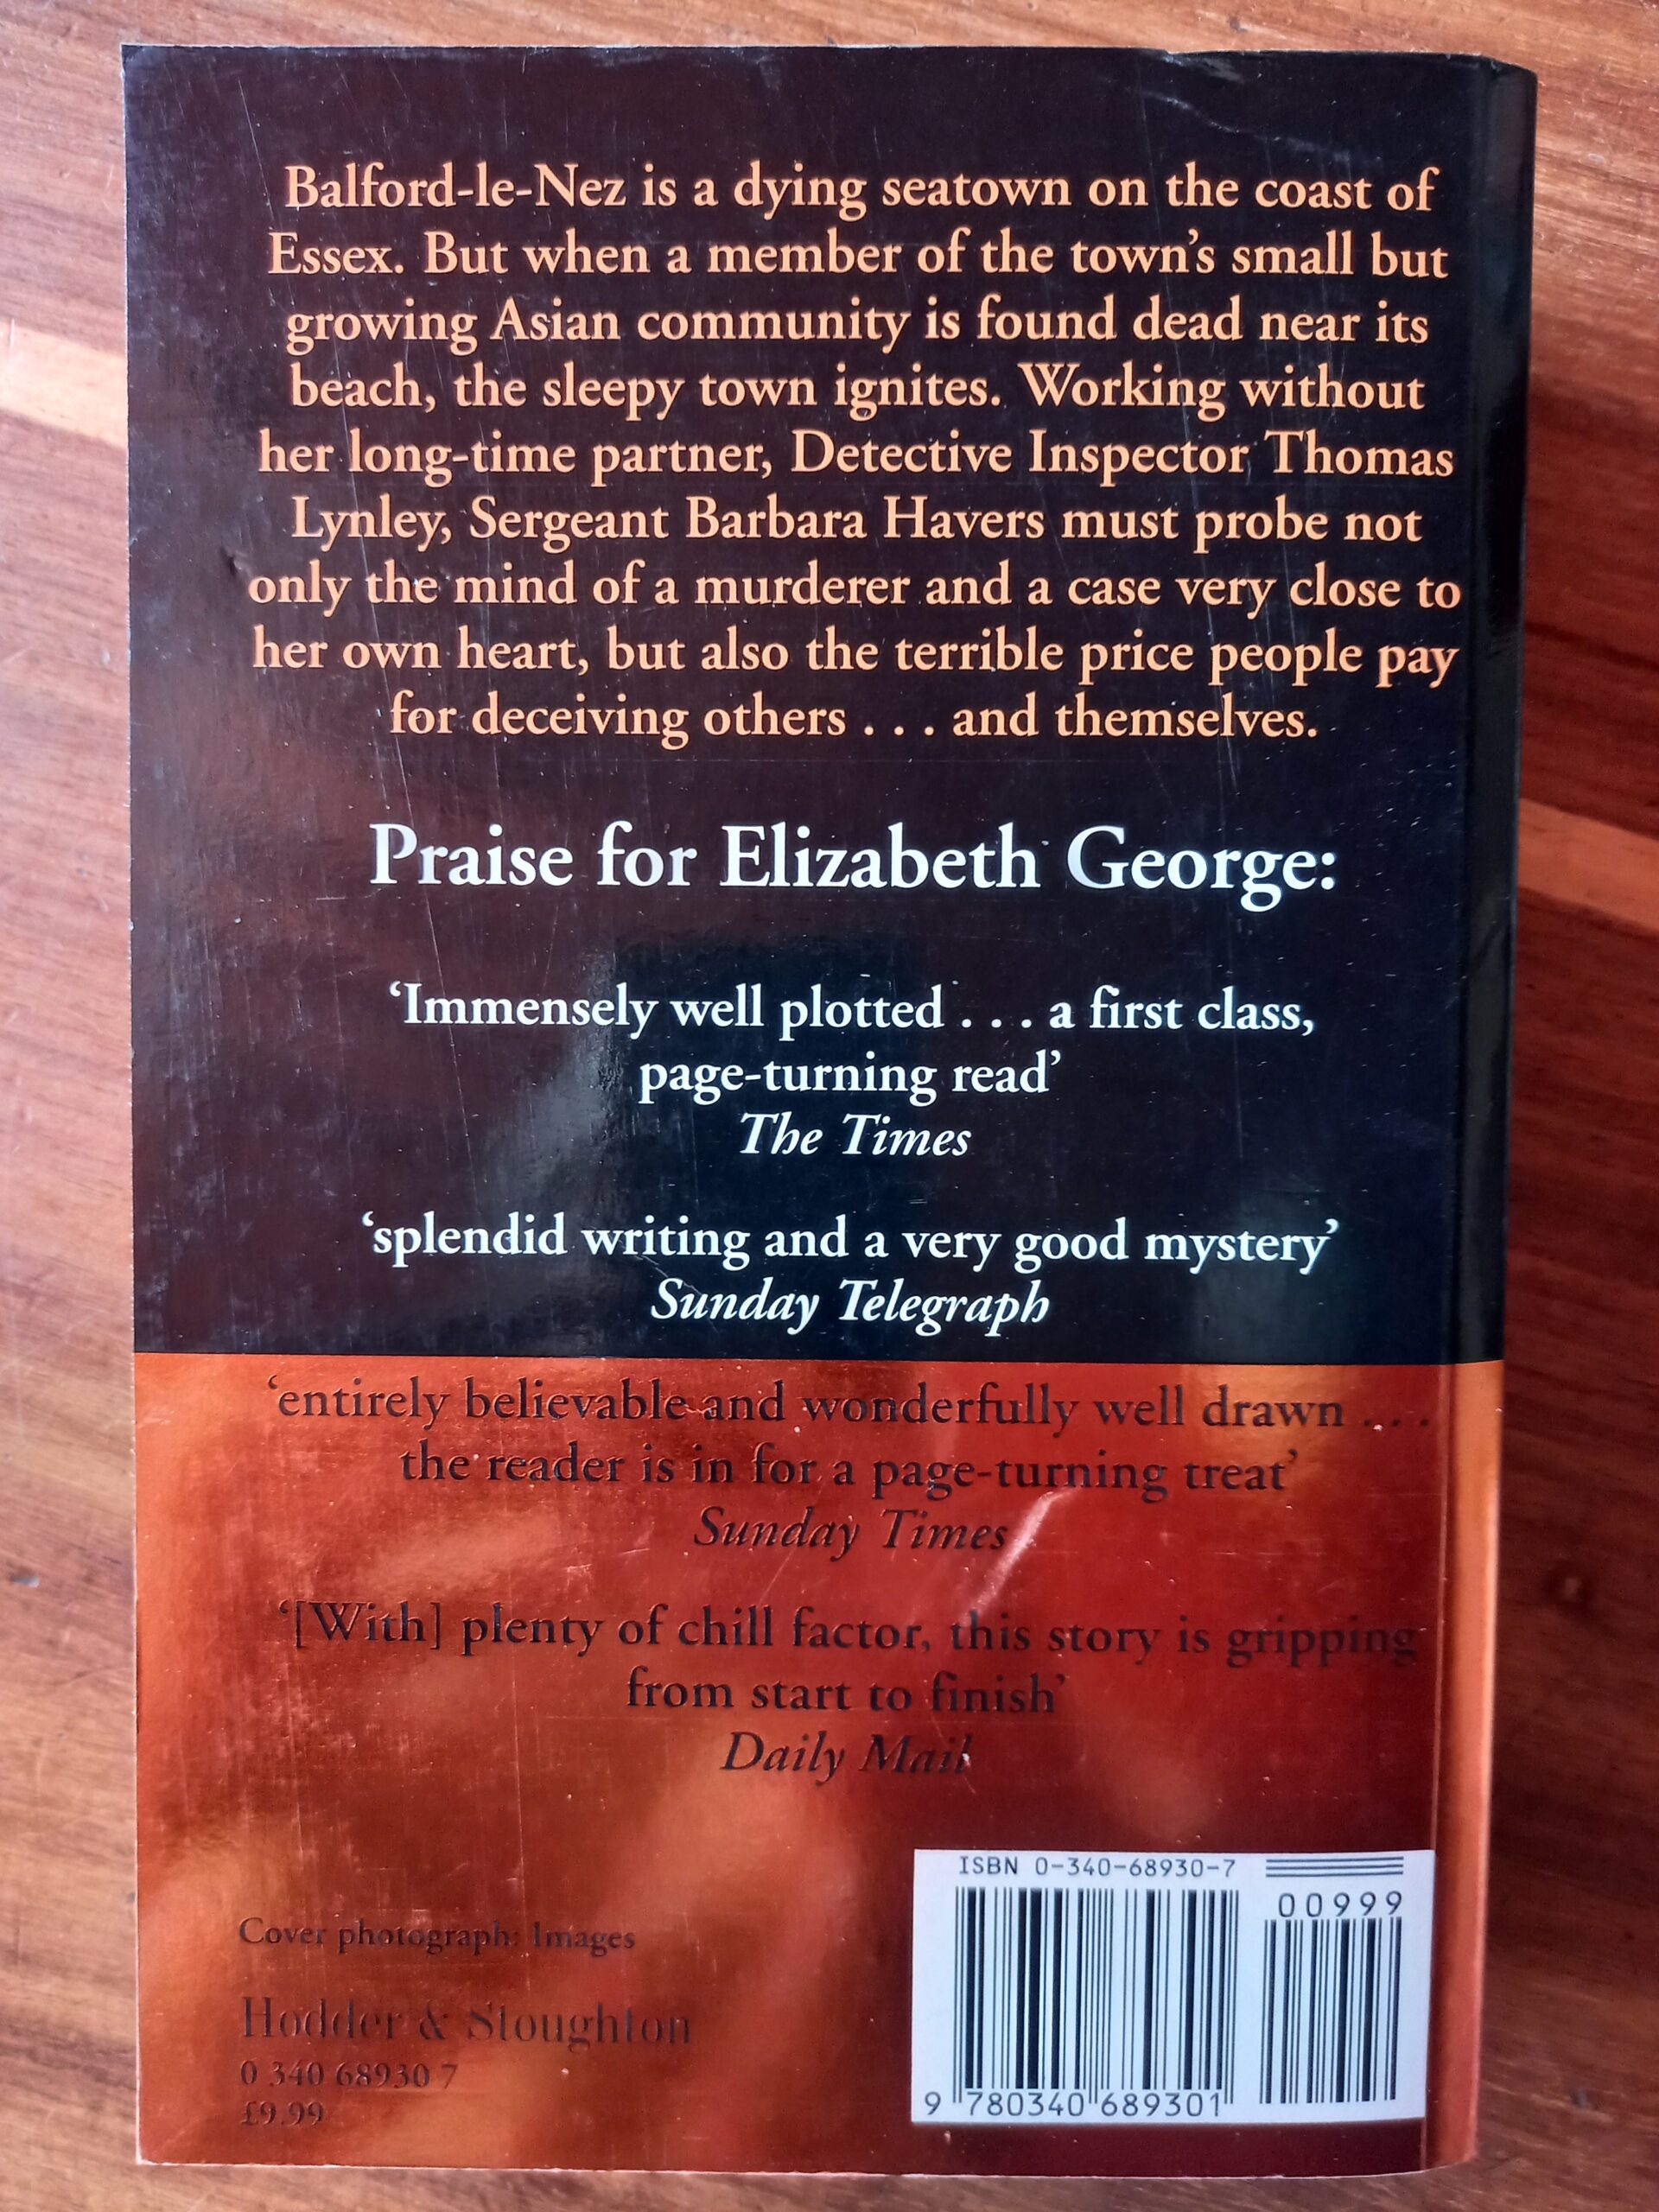 Balford-le-Nez is a dying seatown on the coast of
Essex. But when a member of the town's small but
growing Asian community is found dead near its
beach, the sleepy town ignites. Working without
her long-time partner, Detective Inspector Thomas
Lynley, Sergeant Barbara Havers must probe not
only the mind of a murderer and a case very close to
her own heart, but also the terrible price people pay
for deceiving others . . . and themselves.
Praise for Elizabeth George:
‘Immensely well plotted . . . a first class,
page-turning read’
The Times
‘splendid writing and a very good mystery’
Sunday Telegraph
‘entirely believable and wonderfully well drawn . . .
the reader is in for a page-turning treat’
Sunday Times
‘[With] plenty of chill factor, this story is gripping
from start to finish’
Daily Mail
Cover photograph: Images
Hodder & Stoughton
0 340 68930 7
£9.99
ISBN 0-340-68930-7
00999
9 780340 689301